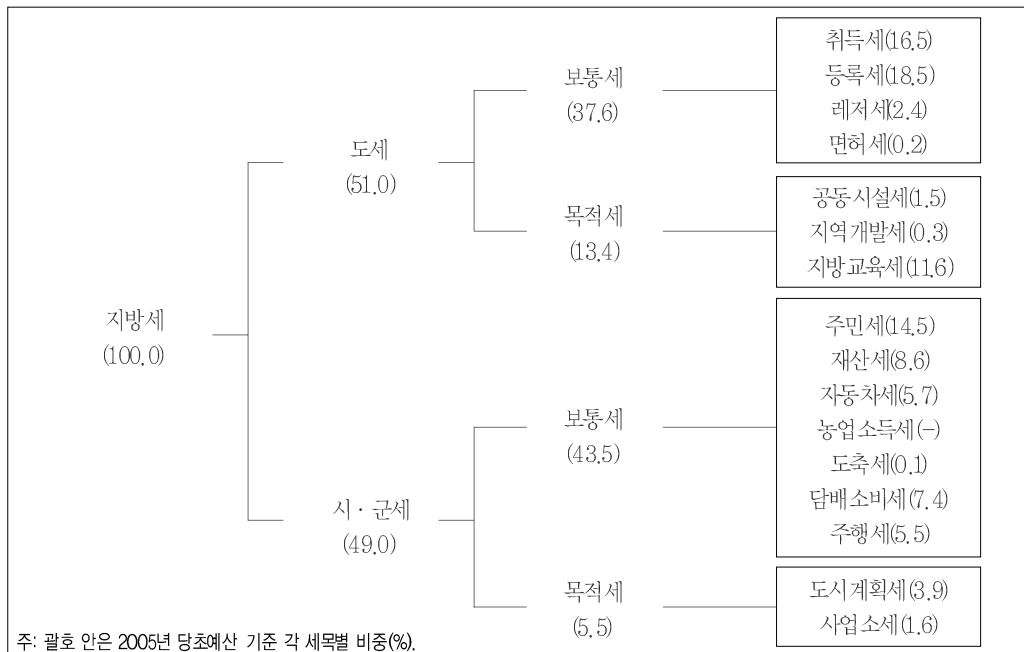 지방세
(100.0)
도세
(51.0)
보통세
(37.6)
취득세(16.5)
등록세(18.5)
레저세(2.4)
면허세(0.2)
목적세
(13.4)
공동시설세(1.5)
지역개발세(0.3)
지방교육세(11.6)
시·군세
(49.0)
보통세
(43.5)
주민세(14.5)
재산세(8.6)
자동차세(5.7)
농업소득세(-)
도축세(0.1)
담배소비세(7.4)
주행세(5.5)
목적세
(5.5)
도시계획세(3.9)
사업소세(1.6)
주: 괄호 안은 2005년 당초예산 기준 각 세목별 비중(%).